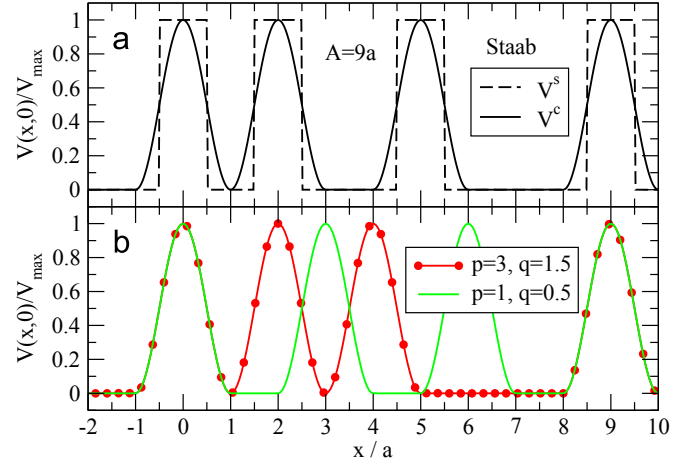 a
A=9a
Staab
V^s
V^c
V(x,0)/V_max
1
0.8
0.6
0.4
0.2
0
b
p=3, q=1.5
p=1, q=0.5
V(x,0)/V_max
1
0.8
0.6
0.4
0.2
0
-2 -1 0 1 2 3 4 5 6 7 8 9 10
x / a